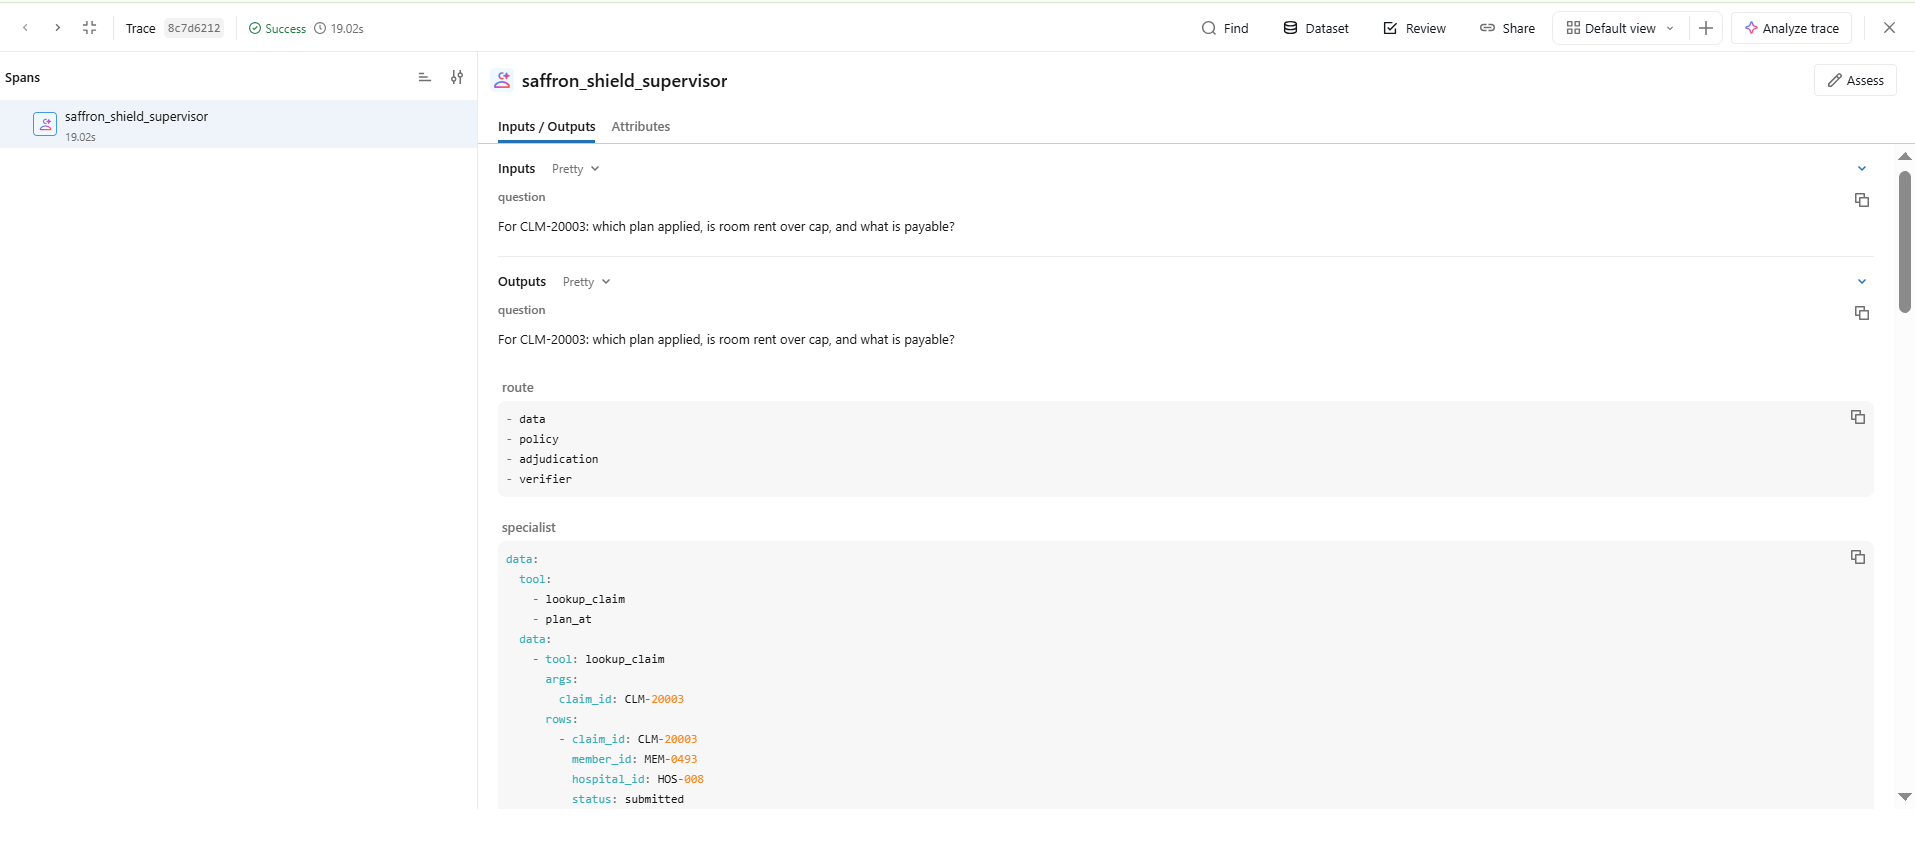 Trace 8c7d6212 Success 19.02s Find Dataset Review Share Default view Analyze trace
Spans
saffron_shield_supervisor
19.02s
saffron_shield_supervisor
Assess
Inputs / Outputs Attributes
Inputs Pretty
question
For CLM-20003: which plan applied, is room rent over cap, and what is payable?
Outputs Pretty
question
For CLM-20003: which plan applied, is room rent over cap, and what is payable?
route
- data
- policy
- adjudication
- verifier
specialist
data:
tool:
- lookup_claim
- plan_at
data:
- tool: lookup_claim
args:
claim_id: CLM-20003
rows:
- claim_id: CLM-20003
member_id: MEM-0493
hospital_id: HOS-008
status: submitted